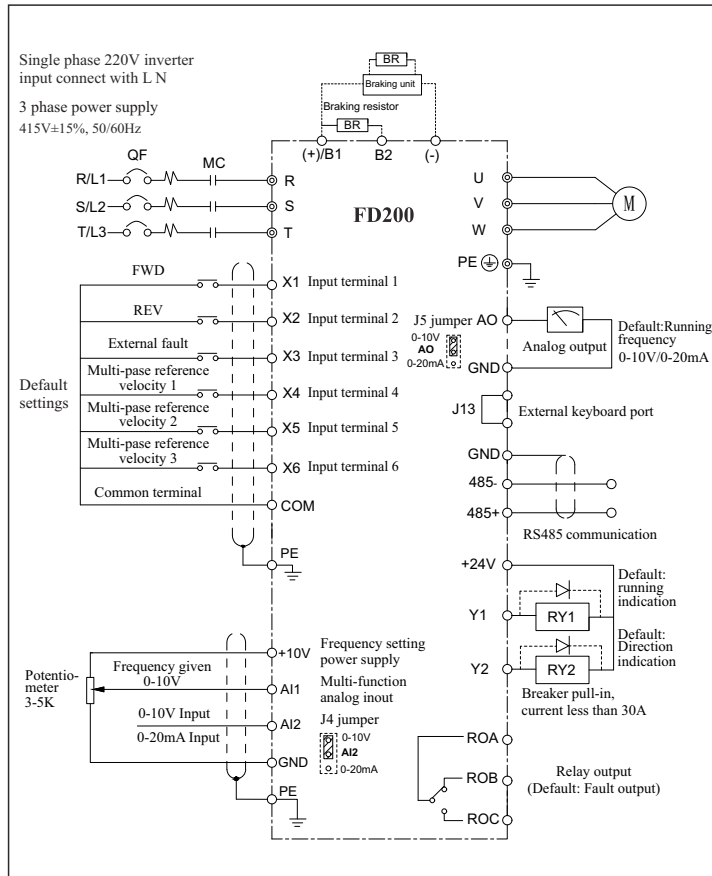 Single phase 220V inverter
input connect with L N
3 phase power supply
415V±15%, 50/60Hz
BR
Braking unit
Braking resistor
BR
(+)/B1
B2
(-)
QF
MC
R/L1
R
S/L2
S
T/L3
T
FD200
U
V
W
M
PE
FWD
X1 Input terminal 1
REV
X2 Input terminal 2
External fault
X3 Input terminal 3
Multi-pase reference
velocity 1
X4 Input terminal 4
Multi-pase reference
velocity 2
X5 Input terminal 5
Multi-pase reference
velocity 3
X6 Input terminal 6
Common terminal
COM
Default
settings
PE
J5 jumper
0-10V
AO
0-20mA
AO
Analog output
GND
Default:Running
frequency
0-10V/0-20mA
J13
External keyboard port
GND
485-
485+
RS485 communication
+24V
Y1
RY1
Default:
running
indication
Y2
RY2
Default:
Direction
indication
Breaker pull-in,
current less than 30A
Potentio-
meter
3-5K
+10V
Frequency setting
power supply
Frequency given
0-10V
AI1
Multi-function
analog inout
0-10V Input
0-20mA Input
AI2
J4 jumper
0-10V
AI2
0-20mA
GND
PE
ROA
ROB
ROC
Relay output
(Default: Fault output)